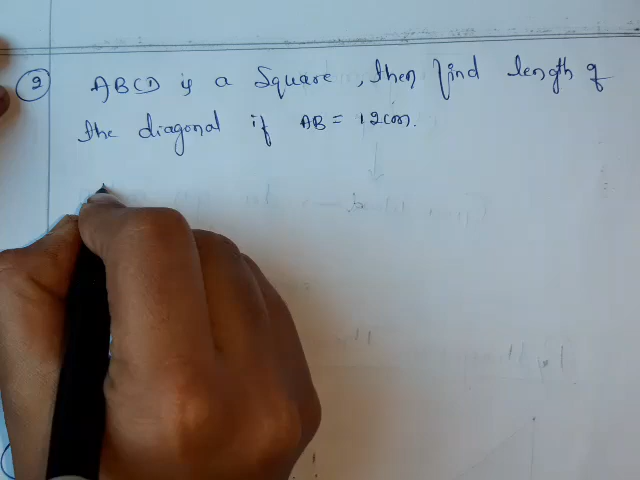 2 ABCD is a Square , then find length of
the diagonal if AB = 12cm.